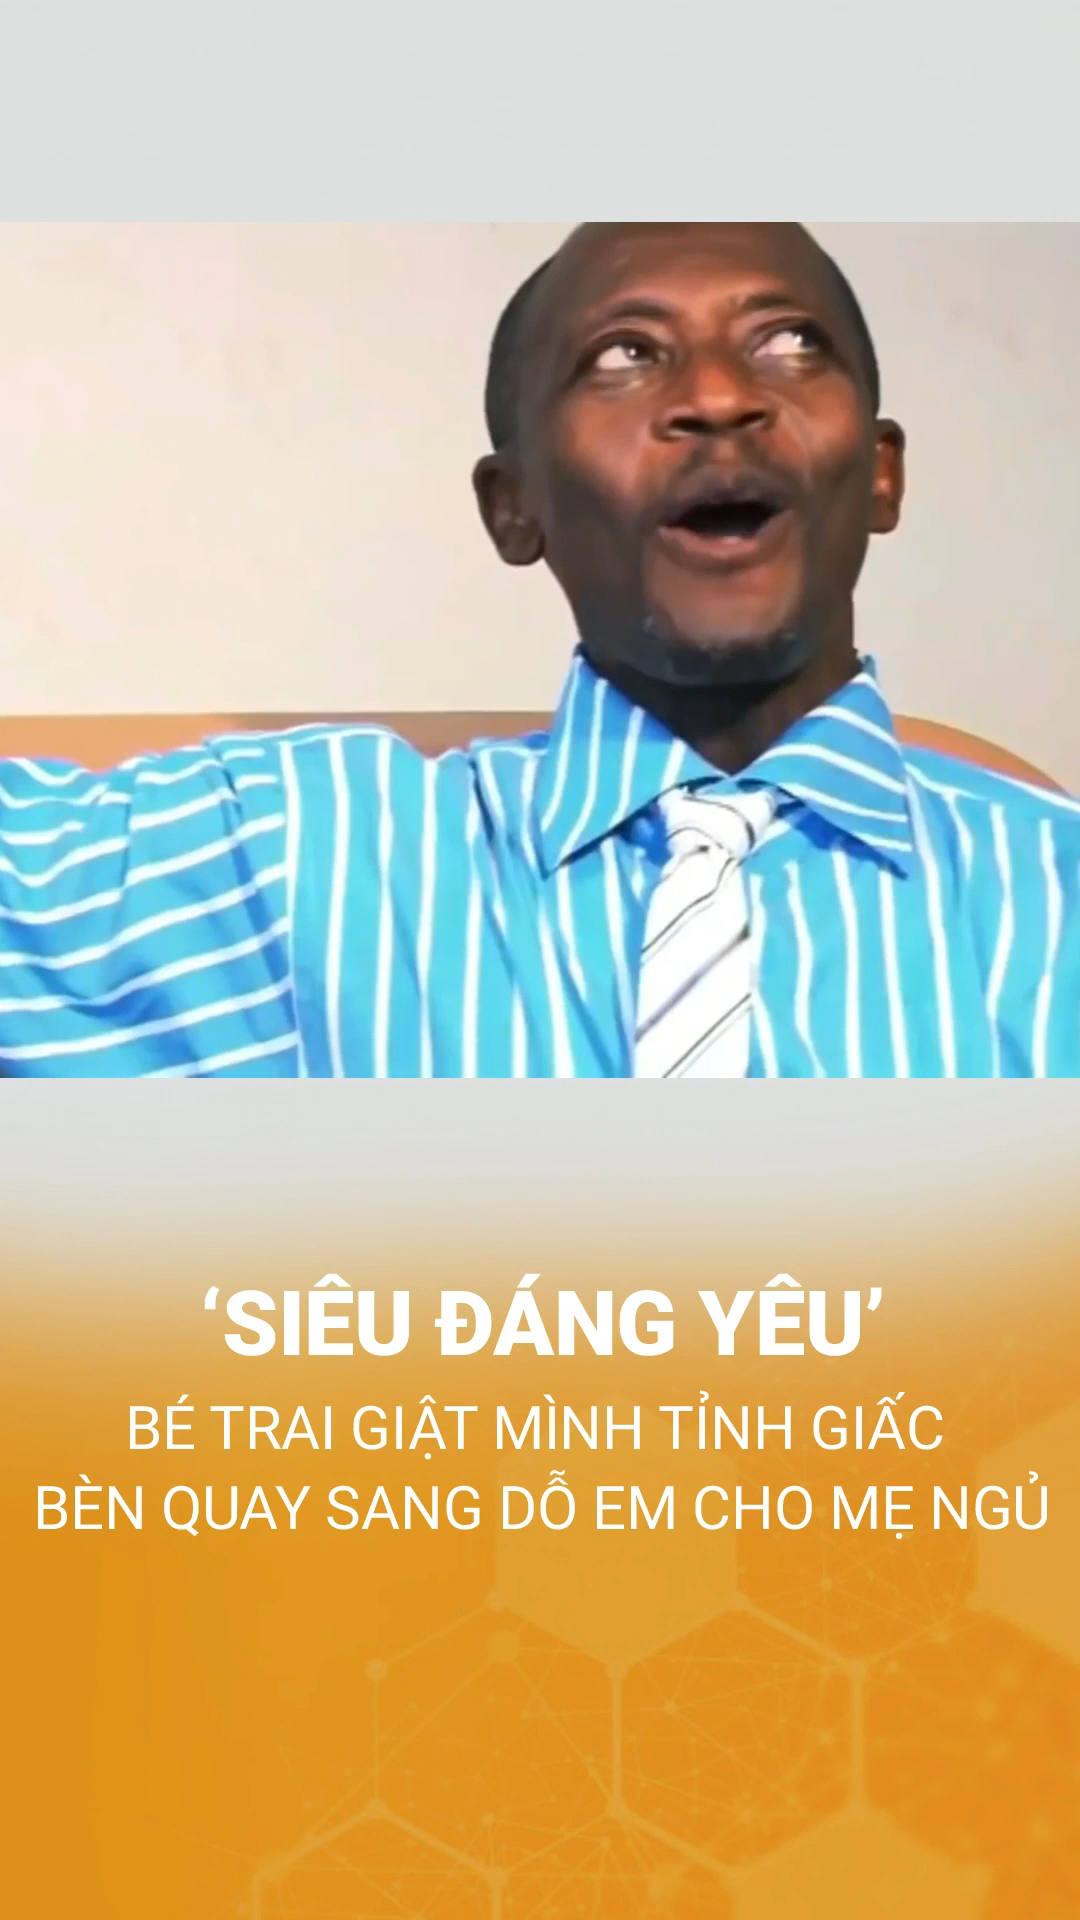 ‘SIÊU ĐÁNG YÊU’
BÉ TRAI GIẬT MÌNH TỈNH GIẤC
BÈN QUAY SANG DỖ EM CHO MẸ NGỦ